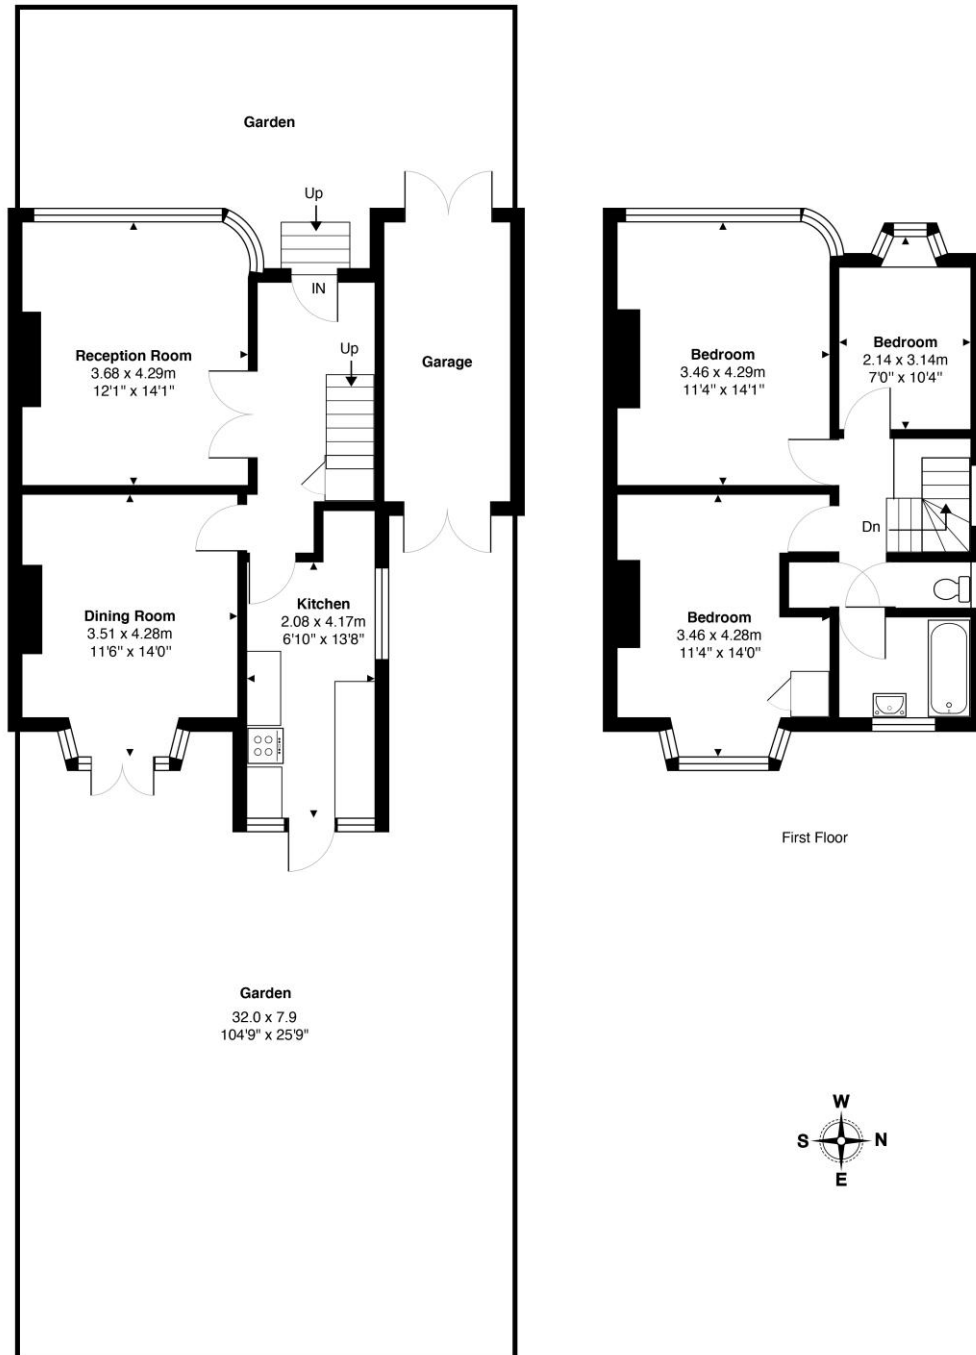 Garden
Up
IN
Reception Room
3.68 x 4.29m
12'1" x 14'1"
Up
Garage
Dining Room
3.51 x 4.28m
11'6" x 14'0"
Kitchen
2.08 x 4.17m
6'10" x 13'8"
Garden
32.0 x 7.9
104'9" x 25'9"
Bedroom
3.46 x 4.29m
11'4" x 14'1"
Bedroom
2.14 x 3.14m
7'0" x 10'4"
Dn
Bedroom
3.46 x 4.28m
11'4" x 14'0"
First Floor
W
S
N
E